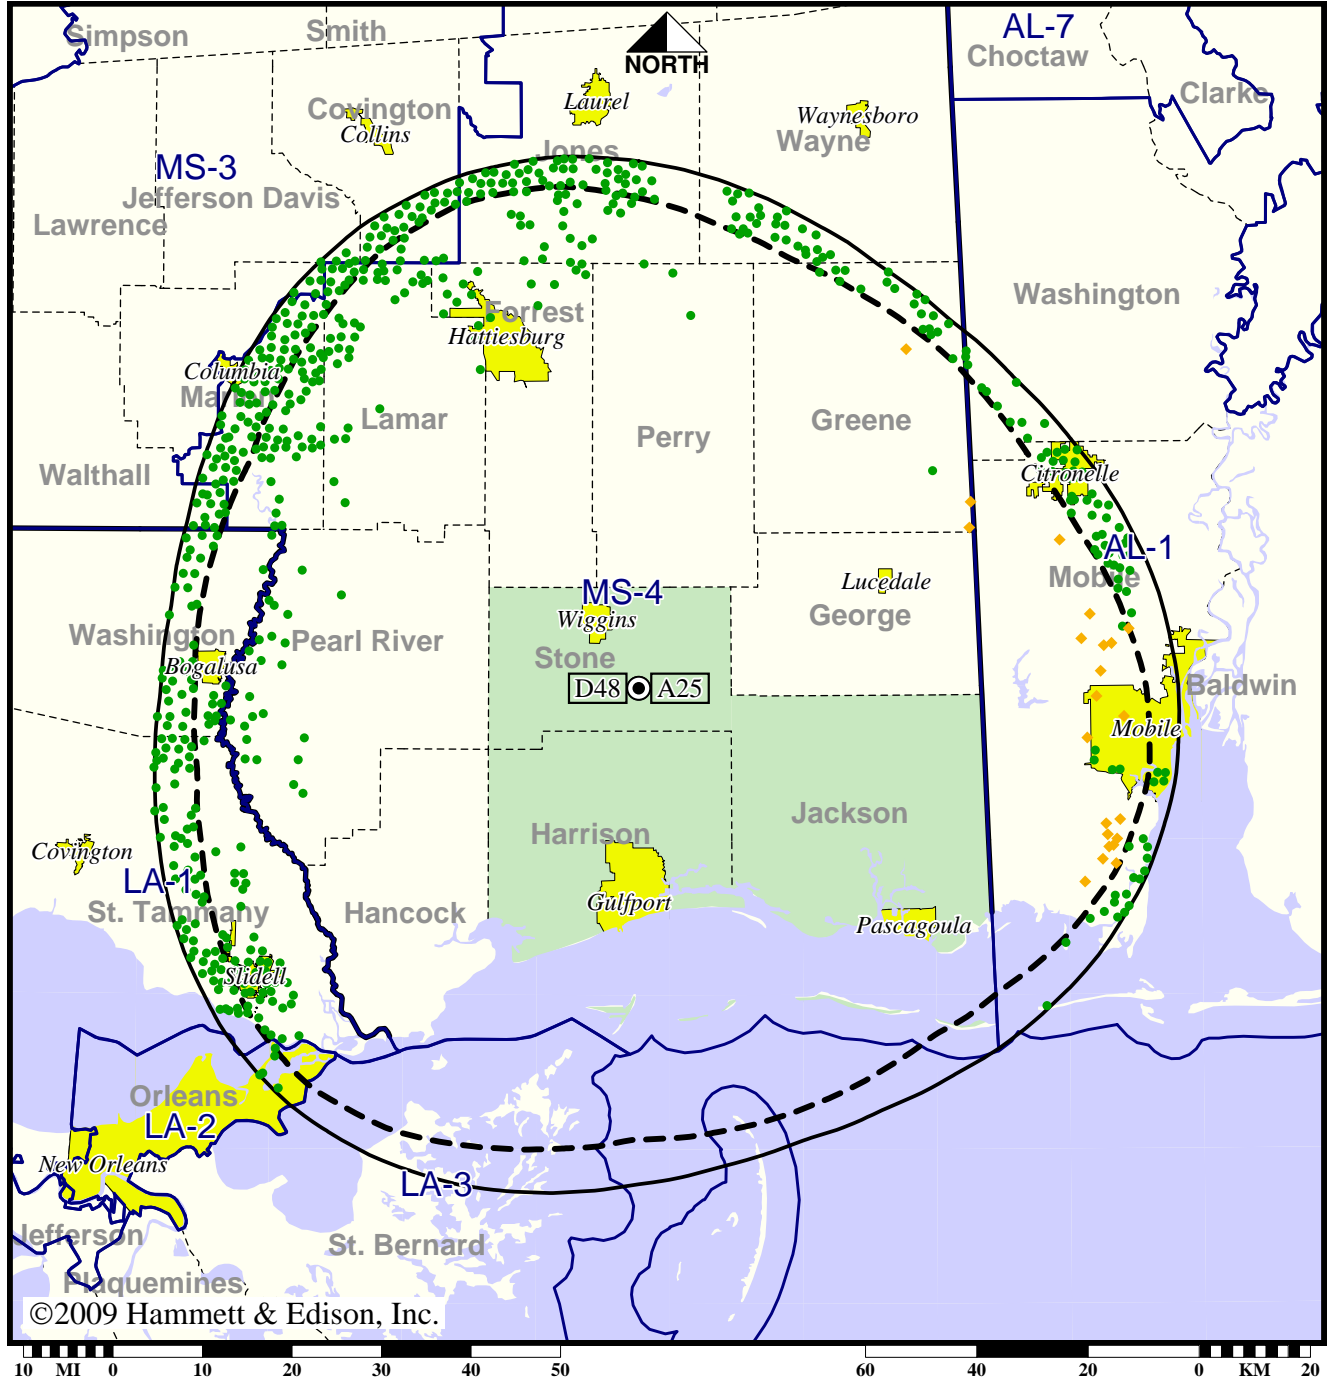 Simpson
Smith
AL-7
Choctaw
NORTH
Clarke
Covington
Collins
Laurel
Waynesboro
Wayne
Jones
MS-3
Jefferson Davis
Lawrence
Washington
Forrest
Hattiesburg
Columbia
Marion
Lamar
Perry
Greene
Walthall
Citronelle
AL-1
Mobile
MS-4
Wiggins
Lucedale
George
Washington
Pearl River
Bogalusa
Stone
D48
A25
Baldwin
Mobile
Harrison
Jackson
Covington
LA-1
St. Tammany
Hancock
Gulfport
Pascagoula
Slidell
Orleans
LA-2
New Orleans
LA-3
Jefferson
St. Bernard
Plaquemines
©2009 Hammett & Edison, Inc.
10 MI 0 10 20 30 40 50 60 40 20 0 KM 20